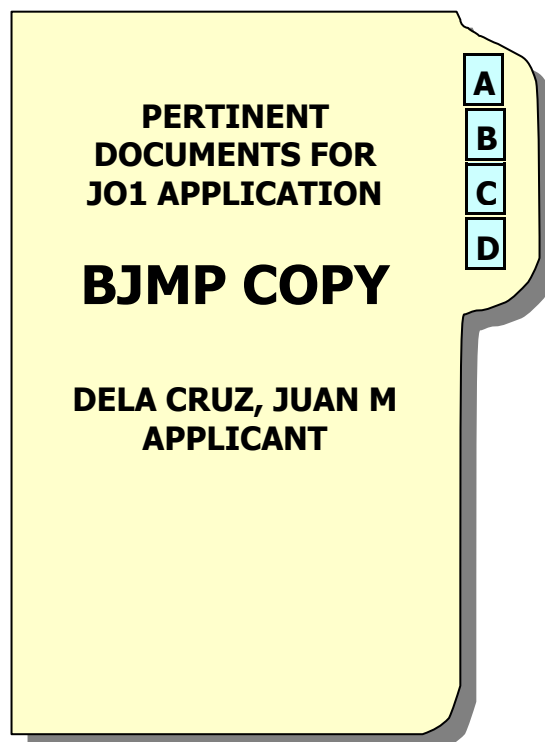 PERTINENT
DOCUMENTS FOR
JO1 APPLICATION
BJMP COPY
DELA CRUZ, JUAN M
APPLICANT
A
B
C
D